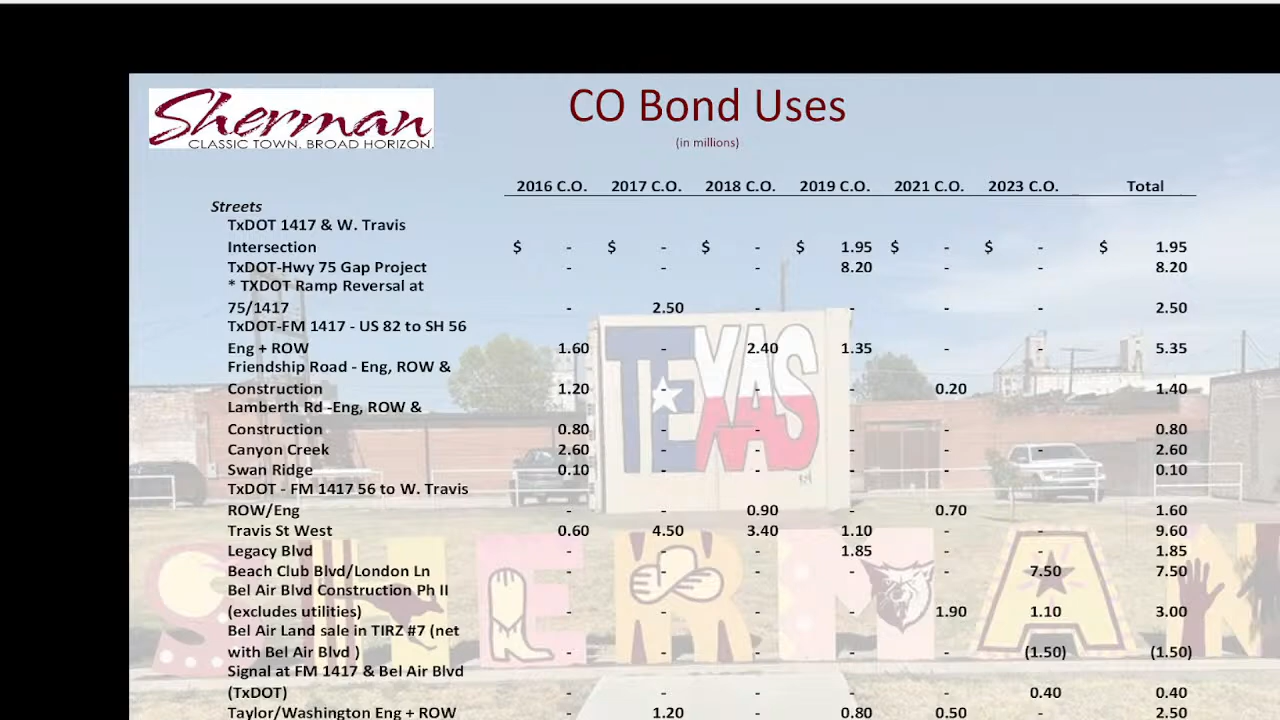 Sherman
CLASSIC TOWN. BROAD HORIZON.
CO Bond Uses
(in millions)
2016 C.O. 2017 C.O. 2018 C.O. 2019 C.O. 2021 C.O. 2023 C.O. Total
Streets
TxDOT 1417 & W. Travis
Intersection $ - $ - $ - $ 1.95 $ - $ - $ 1.95
TxDOT-Hwy 75 Gap Project - - - 8.20 - - 8.20
* TXDOT Ramp Reversal at
75/1417 - 2.50 - - - - 2.50
TxDOT-FM 1417 - US 82 to SH 56
Eng + ROW 1.60 - 2.40 1.35 - - 5.35
Friendship Road - Eng, ROW &
Construction 1.20 - - - 0.20 - 1.40
Lamberth Rd -Eng, ROW &
Construction 0.80 - - - - - 0.80
Canyon Creek 2.60 - - - - - 2.60
Swan Ridge 0.10 - - - - - 0.10
TxDOT - FM 1417 56 to W. Travis
ROW/Eng - - 0.90 - 0.70 1.60
Travis St West 0.60 4.50 3.40 1.10 - - 9.60
Legacy Blvd - - - 1.85 - - 1.85
Beach Club Blvd/London Ln - - - - - 7.50 7.50
Bel Air Blvd Construction Ph II
(excludes utilities) - - - - 1.90 1.10 3.00
Bel Air Land sale in TIRZ #7 (net
with Bel Air Blvd ) - - - - - (1.50) (1.50)
Signal at FM 1417 & Bel Air Blvd
(TxDOT) - - - - - 0.40 0.40
Taylor/Washington Eng + ROW - 1.20 - 0.80 0.50 - 2.50
TEXAS
SHERMAN